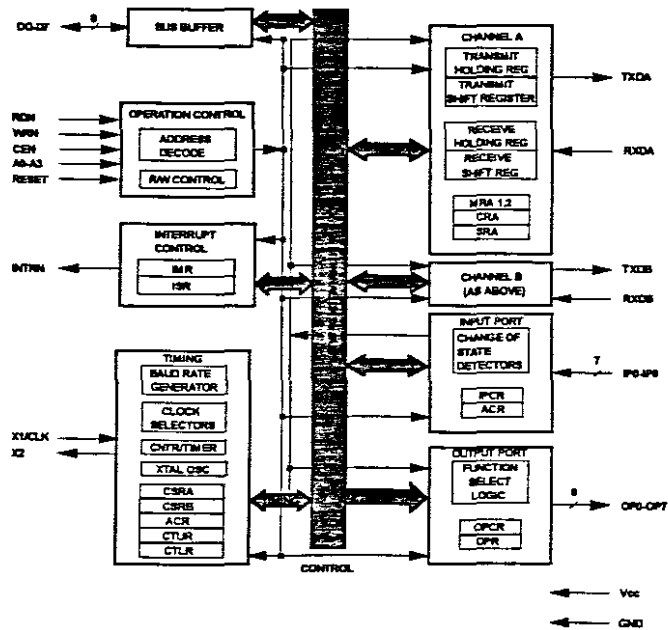 D0-D7
8
BUS BUFFER
RDN
WRN
CEN
A0-A3
RESET
OPERATION CONTROL
ADDRESS
DECODE
R/W CONTROL
INTRN
INTERRUPT
CONTROL
IMR
ISR
X1/CLK
X2
TIMING
BAUD RATE
GENERATOR
CLOCK
SELECTORS
CNTR/TIMER
XTAL OSC
CSRA
CSRB
ACR
CTUR
CTLR
CONTROL
CHANNEL A
TRANSMIT
HOLDING REG
TRANSMIT
SHIFT REGISTER
RECEIVE
HOLDING REG
RECEIVE
SHIFT REG
MRA 1,2
CRA
SRA
TXDA
RXDA
CHANNEL B
(AS ABOVE)
TXDB
RXDB
INPUT PORT
CHANGE OF
STATE
DETECTORS
IPCR
ACR
7
IP0-IP6
OUTPUT PORT
FUNCTION
SELECT
LOGIC
OPCR
OPR
8
OP0-OP7
Vcc
GND